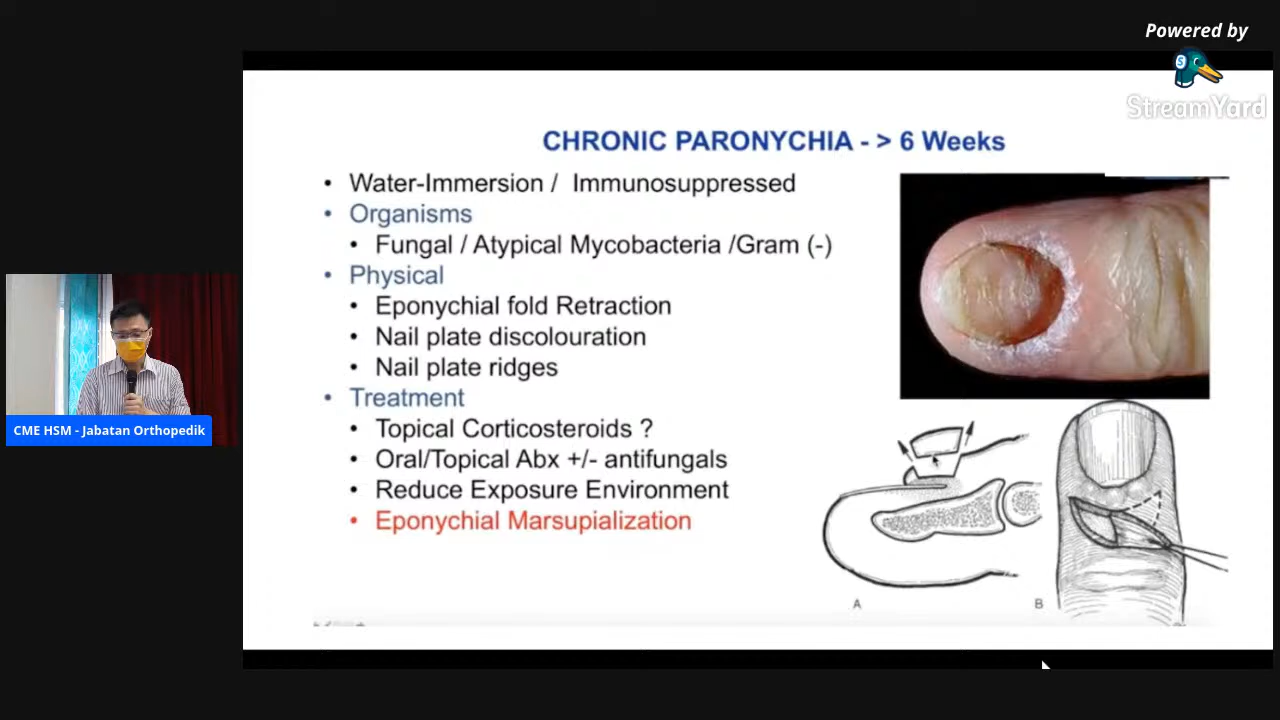 Powered by
StreamYard
CHRONIC PARONYCHIA - > 6 Weeks
• Water-Immersion / Immunosuppressed
• Organisms
• Fungal / Atypical Mycobacteria /Gram (-)
• Physical
• Eponychial fold Retraction
• Nail plate discolouration
• Nail plate ridges
• Treatment
• Topical Corticosteroids ?
• Oral/Topical Abx +/- antifungals
• Reduce Exposure Environment
• Eponychial Marsupialization
A
B
CME HSM - Jabatan Orthopedik